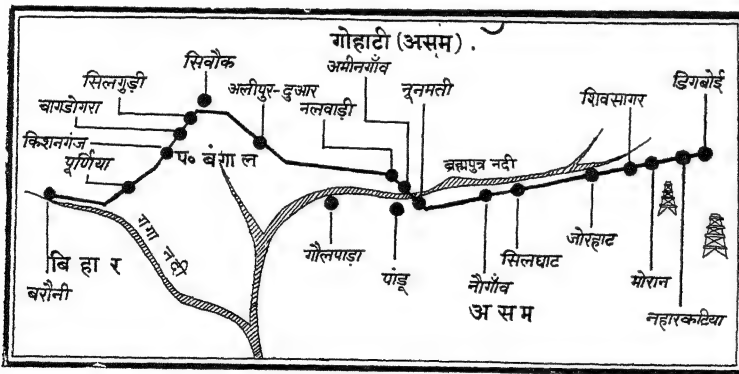 गोहाटी (असम).
सिवौक
अमीनगाँव
सिलगुड़ी
अलीपुर-दुआर
नूनमती
डिगबोई
बागडोगरा
नलवाड़ी
शिवसागर
किशनगंज
पूर्णिया
प० बंगाल
ब्रह्मपुत्र नदी
गंगा नदी
बिहार
बरौनी
गौलपाड़ा
पांडू
नौगाँव
सिलघाट
जोरहाट
मोरान
नहारकटिया
असम